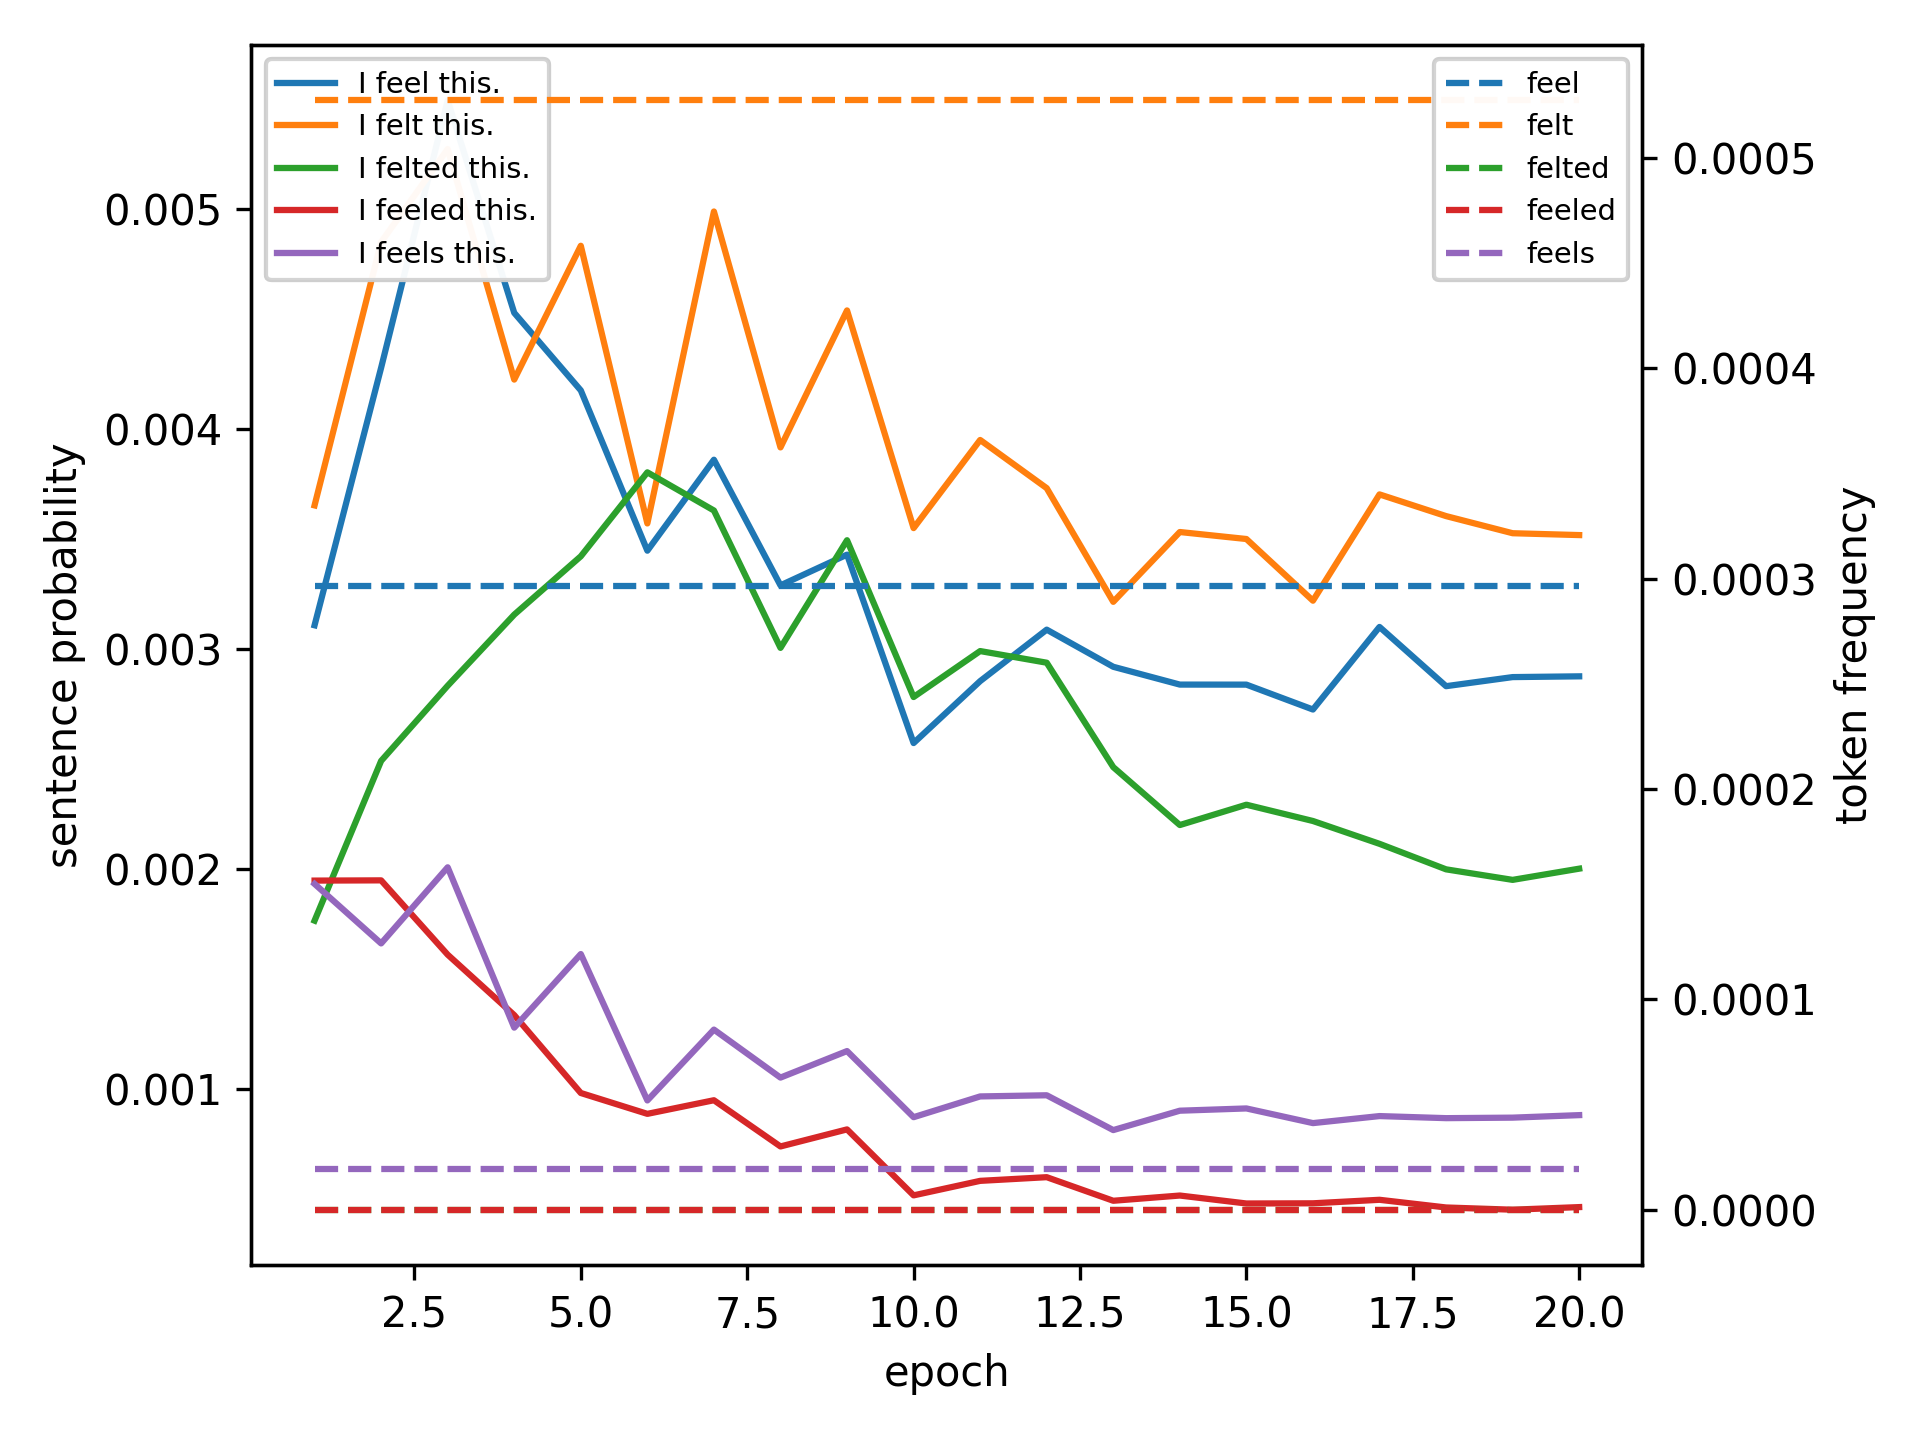 I feel this.
I felt this.
I felted this.
I feeled this.
I feels this.
feel
felt
felted
feeled
feels
sentence probability
0.005
0.004
0.003
0.002
0.001
token frequency
0.0005
0.0004
0.0003
0.0002
0.0001
0.0000
2.5 5.0 7.5 10.0 12.5 15.0 17.5 20.0
epoch